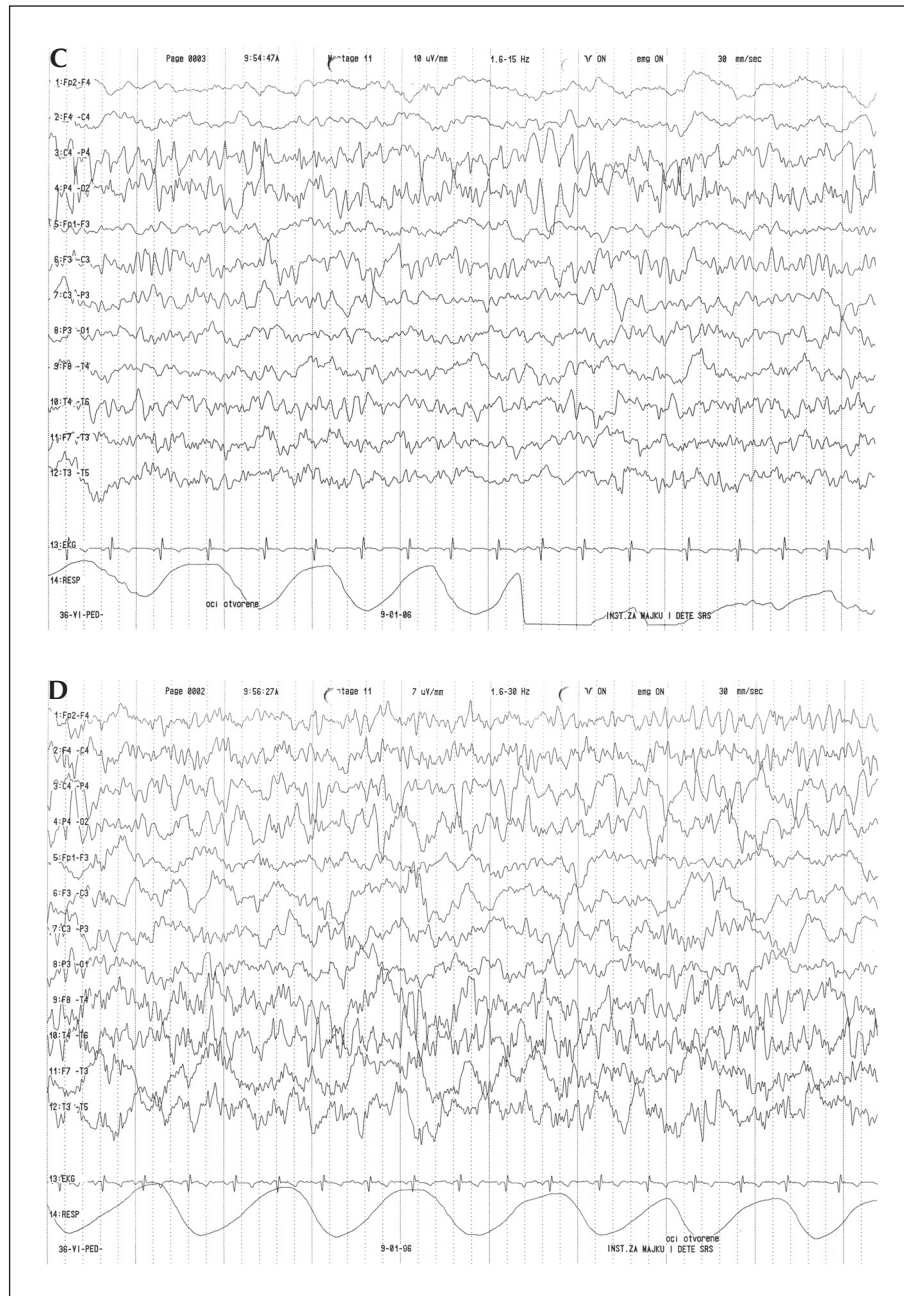 C
Page 0003 9:54:47A Montage 11 10 uV/mm 1.6-15 Hz ON emg ON 30 mm/sec
1:Fp2-F4
2:F4 -C4
3:C4 -P4
4:P4 -O2
5:Fp1-F3
6:F3 -C3
7:C3 -P3
8:P3 -O1
9:F8 -T4
10:T4 -T6
11:F7 -T3
12:T3 -T5
13:EKG
14:RESP
oci otvorene
36-VI-PED- 9-01-06 INST.ZA MAJKU I DETE SRS
D
Page 0002 9:56:27A ntage 11 7 uV/mm 1.6-30 Hz ON emg ON 30 mm/sec
1:Fp2-F4
2:F4 -C4
3:C4 -P4
4:P4 -O2
5:Fp1-F3
6:F3 -C3
7:C3 -P3
8:P3 -O1
9:F8 -T4
10:T4 -T6
11:F7 -T3
12:T3 -T5
13:EKG
14:RESP
oci otvorene
36-VI-PED- 9-01-96 INST.ZA MAJKU I DETE SRS